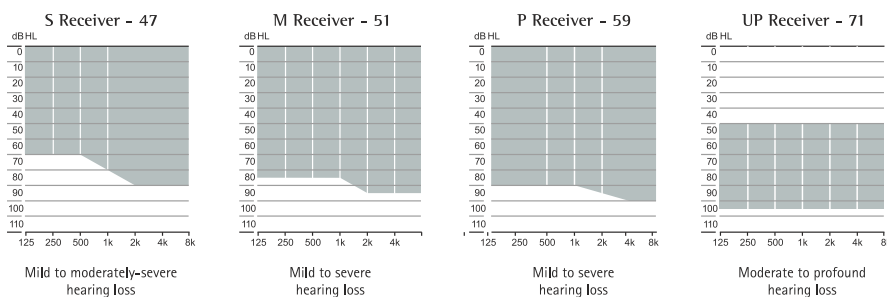 S Receiver - 47
dB HL
0
10
20
30
40
50
60
70
80
90
100
110
125 250 500 1k 2k 4k 8k
Mild to moderately-severe
hearing loss
M Receiver - 51
dB HL
0
10
20
30
40
50
60
70
80
90
100
110
125 250 500 1k 2k 4k
Mild to severe
hearing loss
P Receiver - 59
dB HL
0
10
20
30
40
50
60
70
80
90
100
110
125 250 500 1k 2k 4k 8k
Mild to severe
hearing loss
UP Receiver - 71
dB HL
0
10
20
30
40
50
60
70
80
90
100
110
125 250 500 1k 2k 4k 8
Moderate to profound
hearing loss